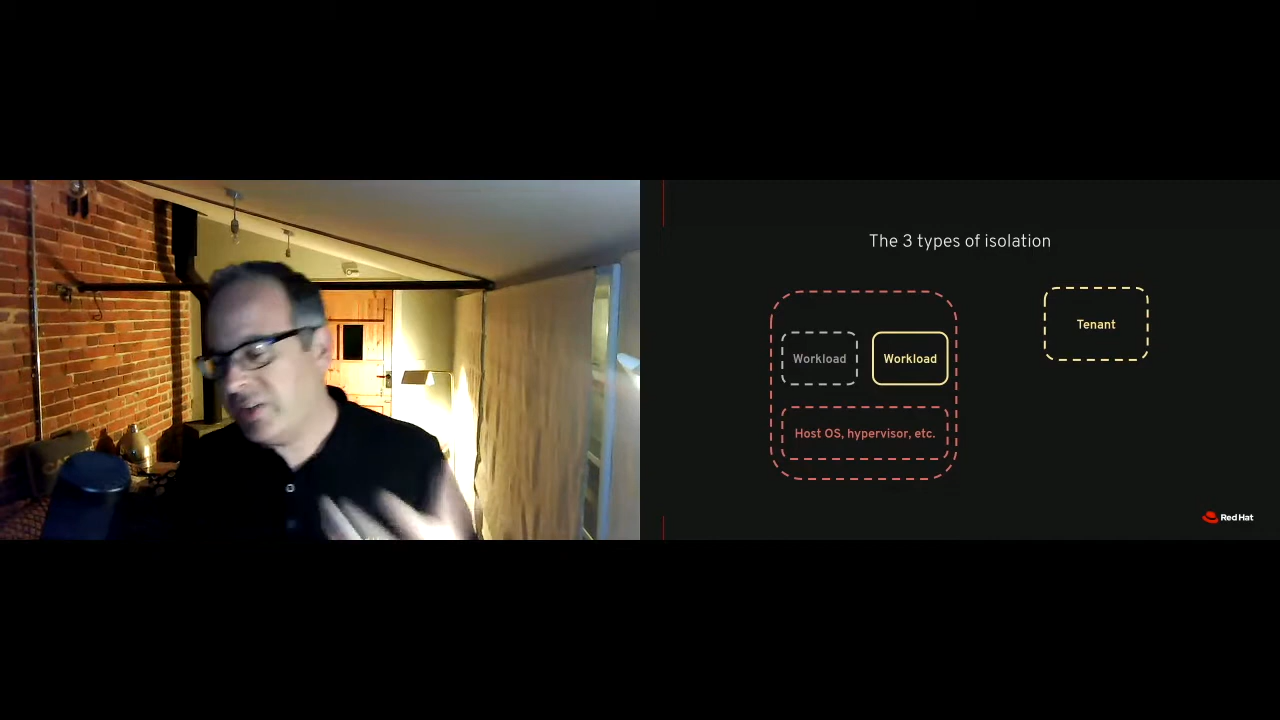 The 3 types of isolation
Tenant
Workload Workload
Host OS, hypervisor, etc.
Red Hat